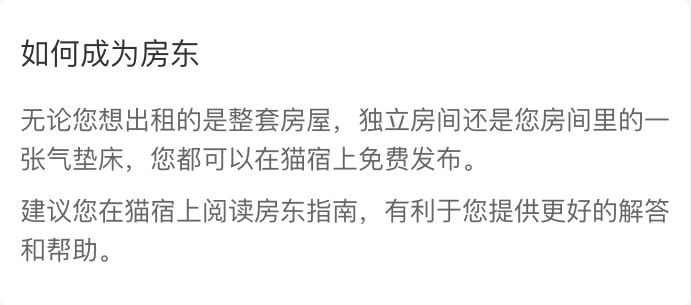 如何成为房东
无论您想出租的是整套房屋，独立房间还是您房间里的一
张气垫床，您都可以在猫宿上免费发布。
建议您在猫宿上阅读房东指南，有利于您提供更好的解答
和帮助。